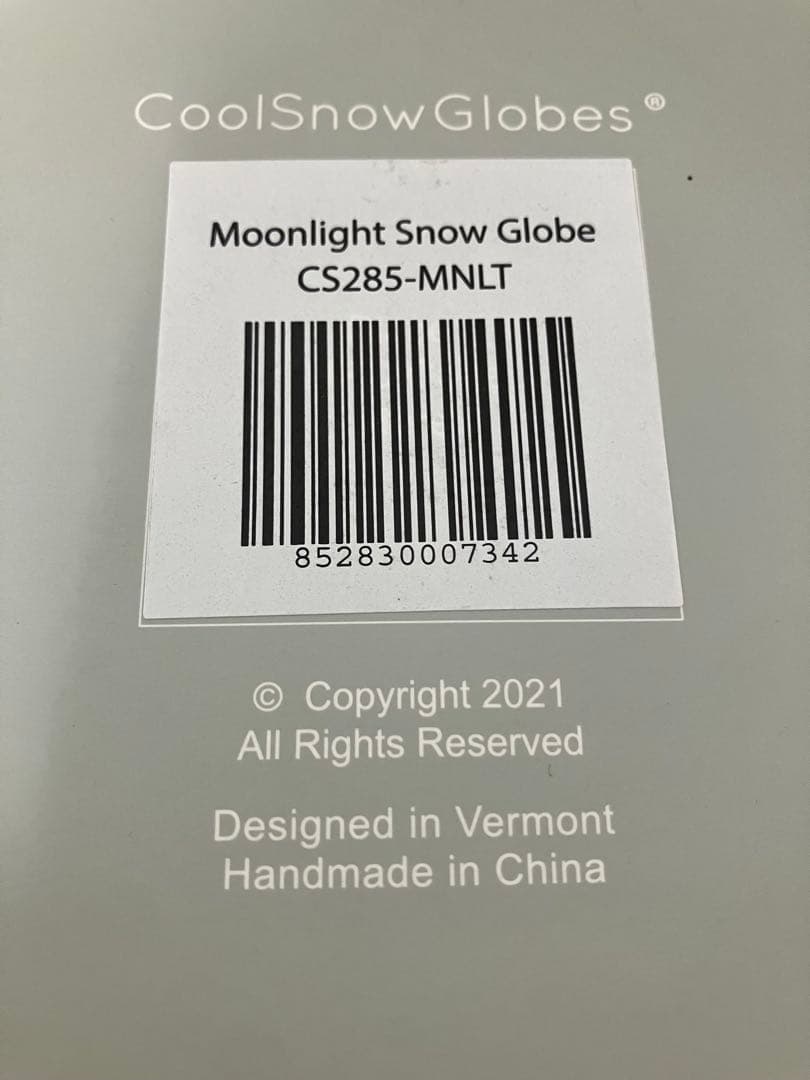 CoolSnowGlobes®
Moonlight Snow Globe
CS285-MNLT
852830007342
© Copyright 2021
All Rights Reserved
Designed in Vermont
Handmade in China